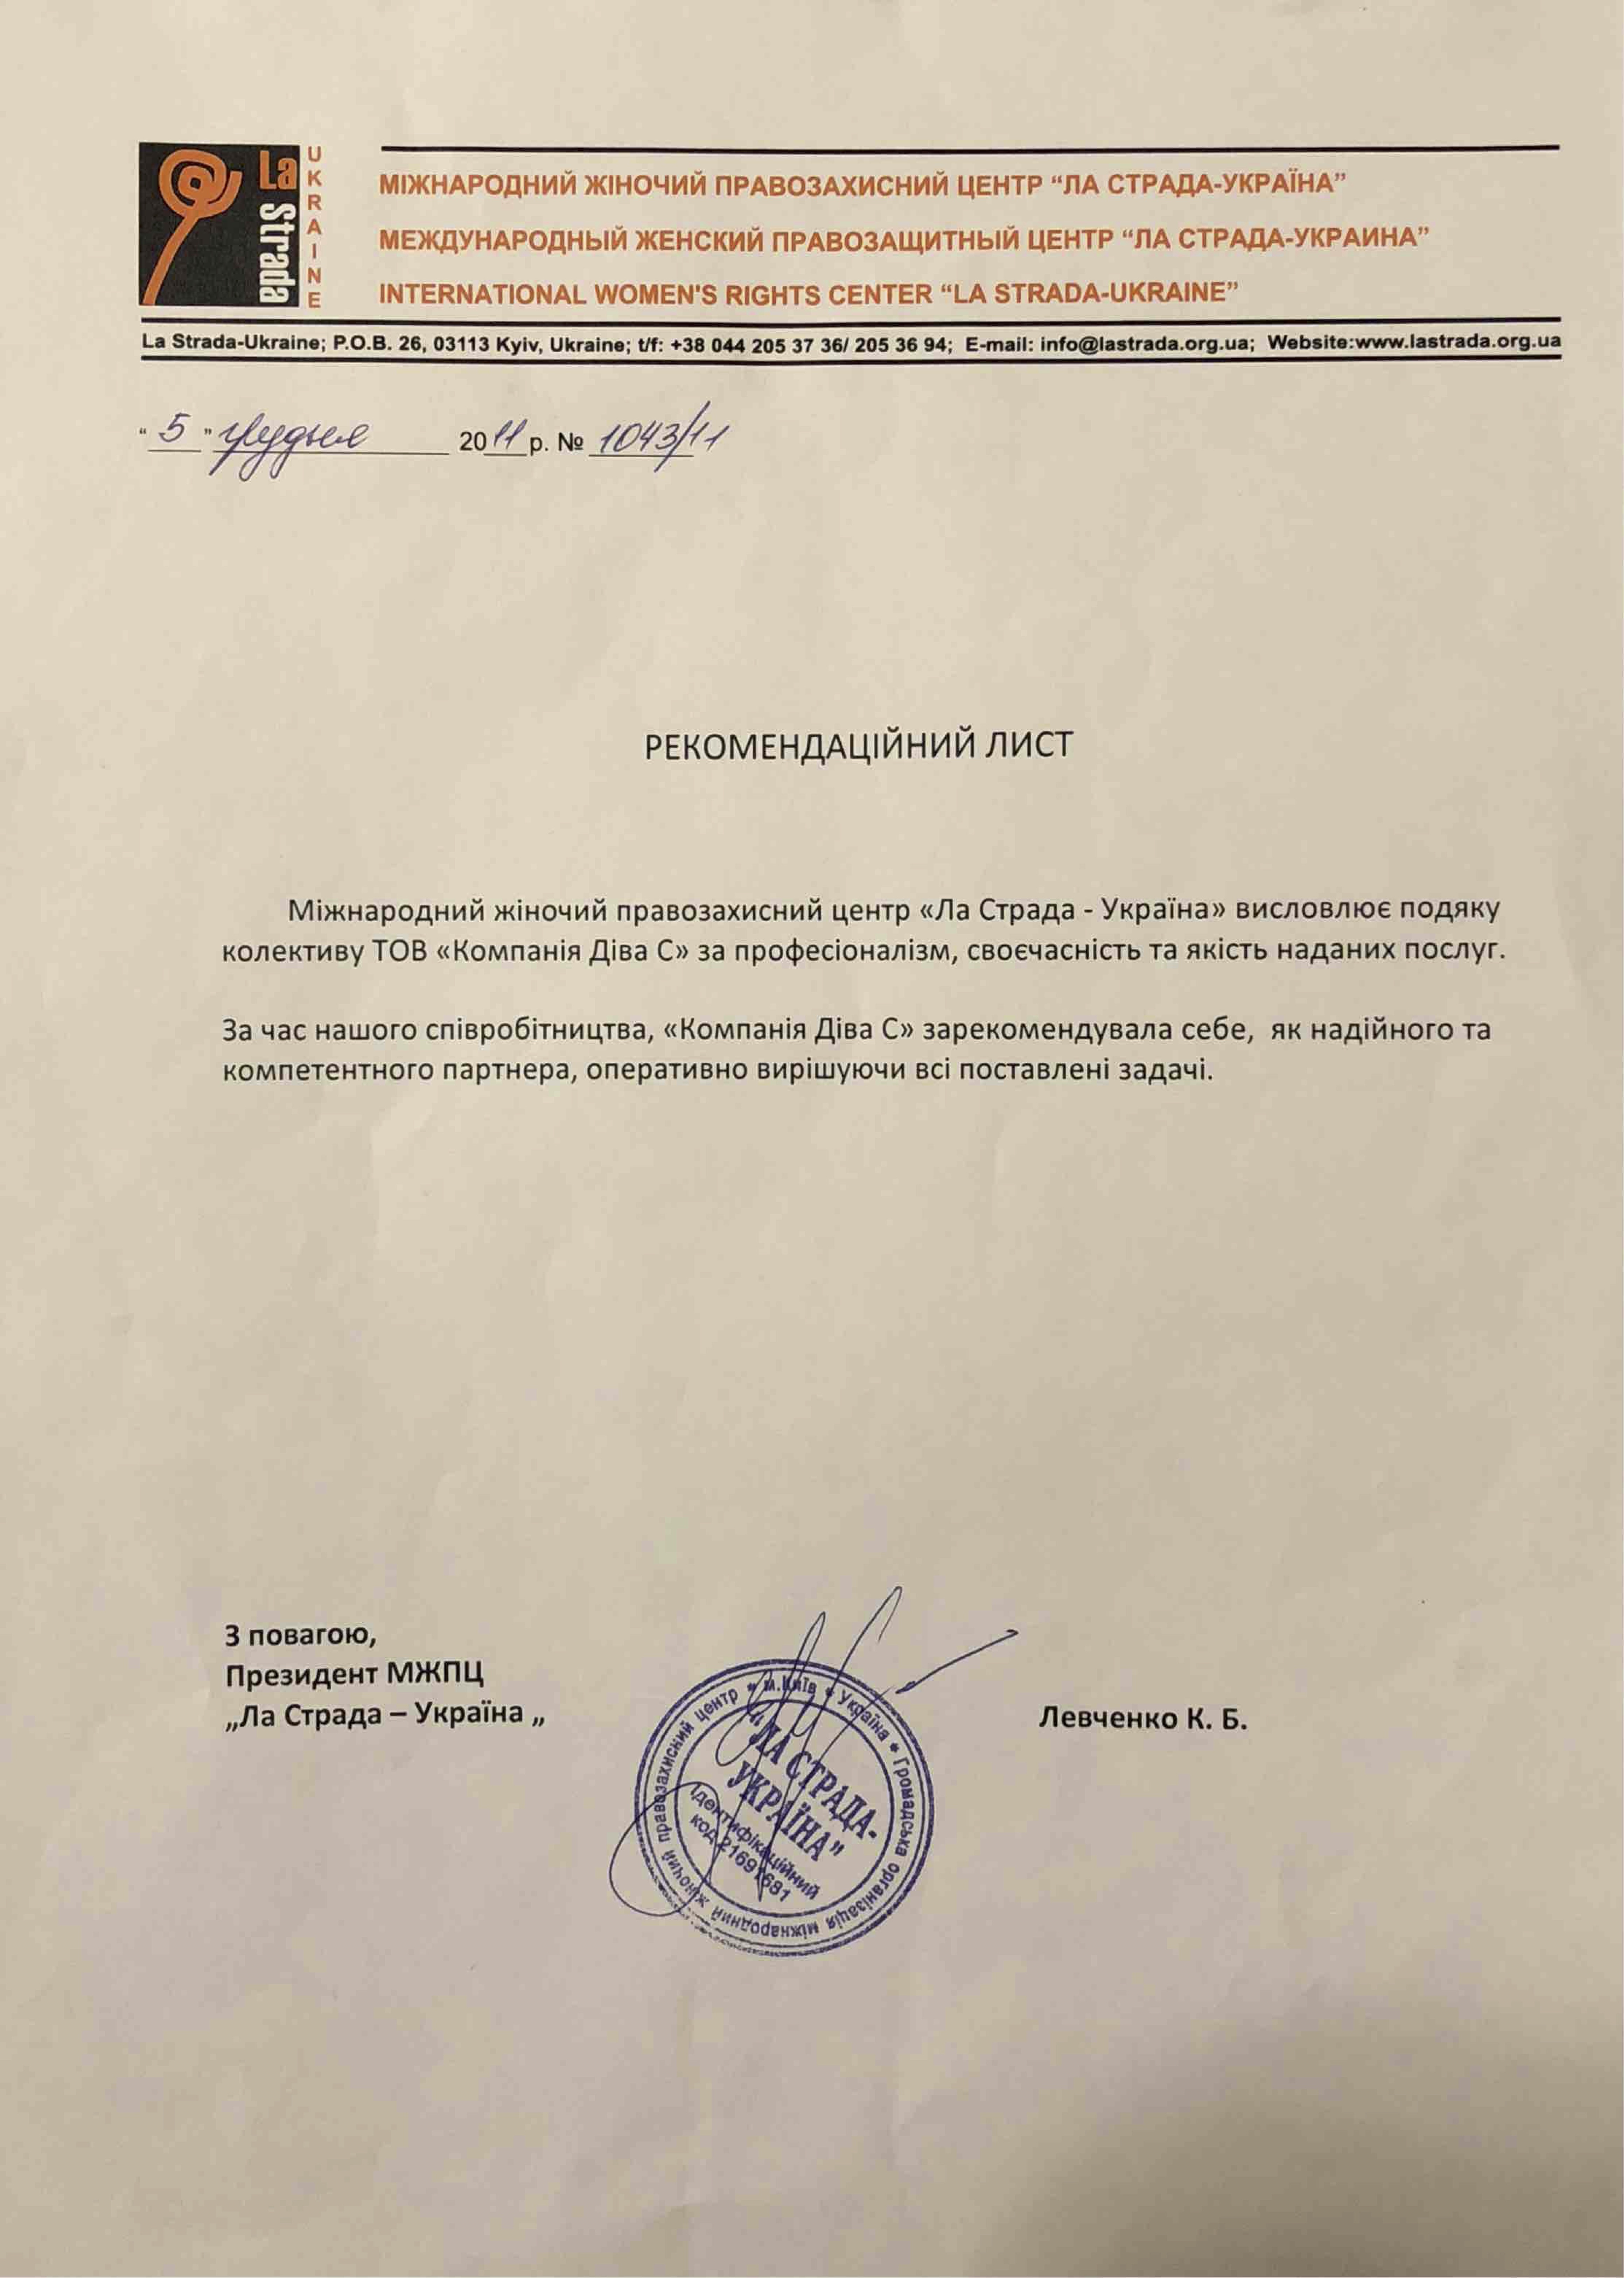 La Strada
UKRAINE
МІЖНАРОДНИЙ ЖІНОЧИЙ ПРАВОЗАХИСНИЙ ЦЕНТР “ЛА СТРАДА-УКРАЇНА”
МЕЖДУНАРОДНЫЙ ЖЕНСКИЙ ПРАВОЗАЩИТНЫЙ ЦЕНТР “ЛА СТРАДА-УКРАИНА”
INTERNATIONAL WOMEN'S RIGHTS CENTER “LA STRADA-UKRAINE”
La Strada-Ukraine; P.O.B. 26, 03113 Kyiv, Ukraine; t/f: +38 044 205 37 36/ 205 36 94; E-mail: info@lastrada.org.ua; Website:www.lastrada.org.ua
“ 5 ” грудня 2011 р. № 1043/11
РЕКОМЕНДАЦІЙНИЙ ЛИСТ
Міжнародний жіночий правозахисний центр «Ла Страда - Україна» висловлює подяку
колективу ТОВ «Компанія Діва С» за професіоналізм, своєчасність та якість наданих послуг.
За час нашого співробітництва, «Компанія Діва С» зарекомендувала себе, як надійного та
компетентного партнера, оперативно вирішуючи всі поставлені задачі.
З повагою,
Президент МЖПЦ
„Ла Страда – Україна „
Левченко К. Б.
м.Київ * Україна * Громадська організація міжнародний жіночий правозахисний центр *
“ЛА СТРАДА-
УКРАЇНА”
Ідентифікаційний
код 21691681